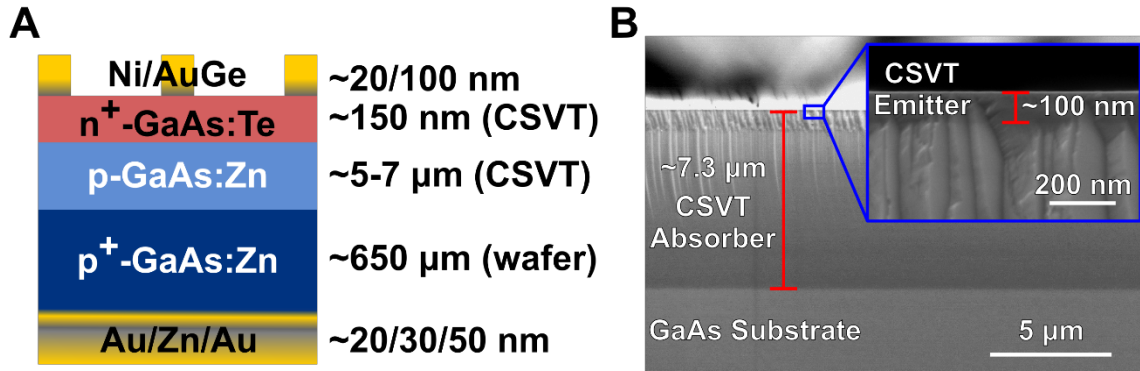 A
Ni/AuGe
~20/100 nm
n⁺-GaAs:Te
~150 nm (CSVT)
p-GaAs:Zn
~5-7 µm (CSVT)
p⁺-GaAs:Zn
~650 µm (wafer)
Au/Zn/Au
~20/30/50 nm
B
CSVT
Emitter
~100 nm
200 nm
~7.3 µm
CSVT
Absorber
GaAs Substrate
5 µm